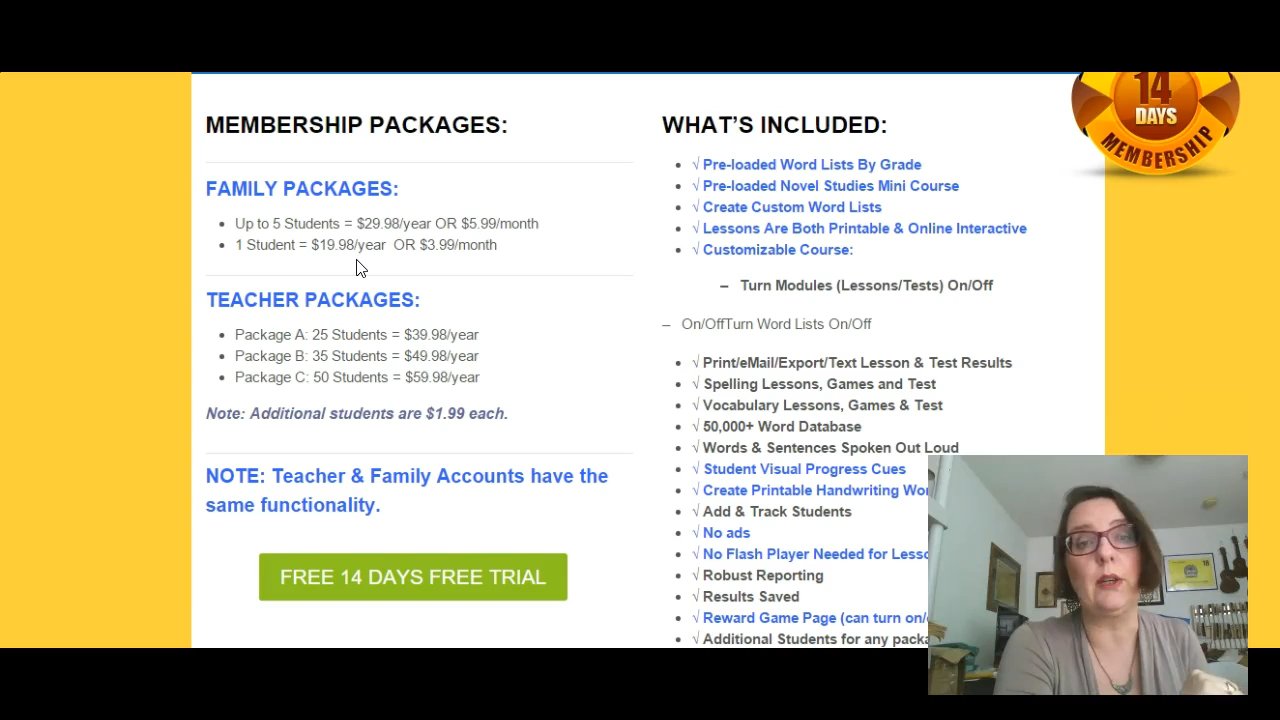 MEMBERSHIP PACKAGES:
FAMILY PACKAGES:
Up to 5 Students = $29.98/year OR $5.99/month
1 Student = $19.98/year OR $3.99/month
TEACHER PACKAGES:
Package A: 25 Students = $39.98/year
Package B: 35 Students = $49.98/year
Package C: 50 Students = $59.98/year
Note: Additional students are $1.99 each.
NOTE: Teacher & Family Accounts have the
same functionality.
FREE 14 DAYS FREE TRIAL
WHAT'S INCLUDED:
√ Pre-loaded Word Lists By Grade
√ Pre-loaded Novel Studies Mini Course
√ Create Custom Word Lists
√ Lessons Are Both Printable & Online Interactive
√ Customizable Course:
– Turn Modules (Lessons/Tests) On/Off
– On/OffTurn Word Lists On/Off
√ Print/eMail/Export/Text Lesson & Test Results
√ Spelling Lessons, Games and Test
√ Vocabulary Lessons, Games & Test
√ 50,000+ Word Database
√ Words & Sentences Spoken Out Loud
√ Student Visual Progress Cues
√ Create Printable Handwriting
√ Add & Track Students
√ No ads
√ No Flash Player Needed for
√ Robust Reporting
√ Results Saved
√ Reward Game Page (can turn on/
√ Additional Students for any
14
DAYS
MEMBERSHIP